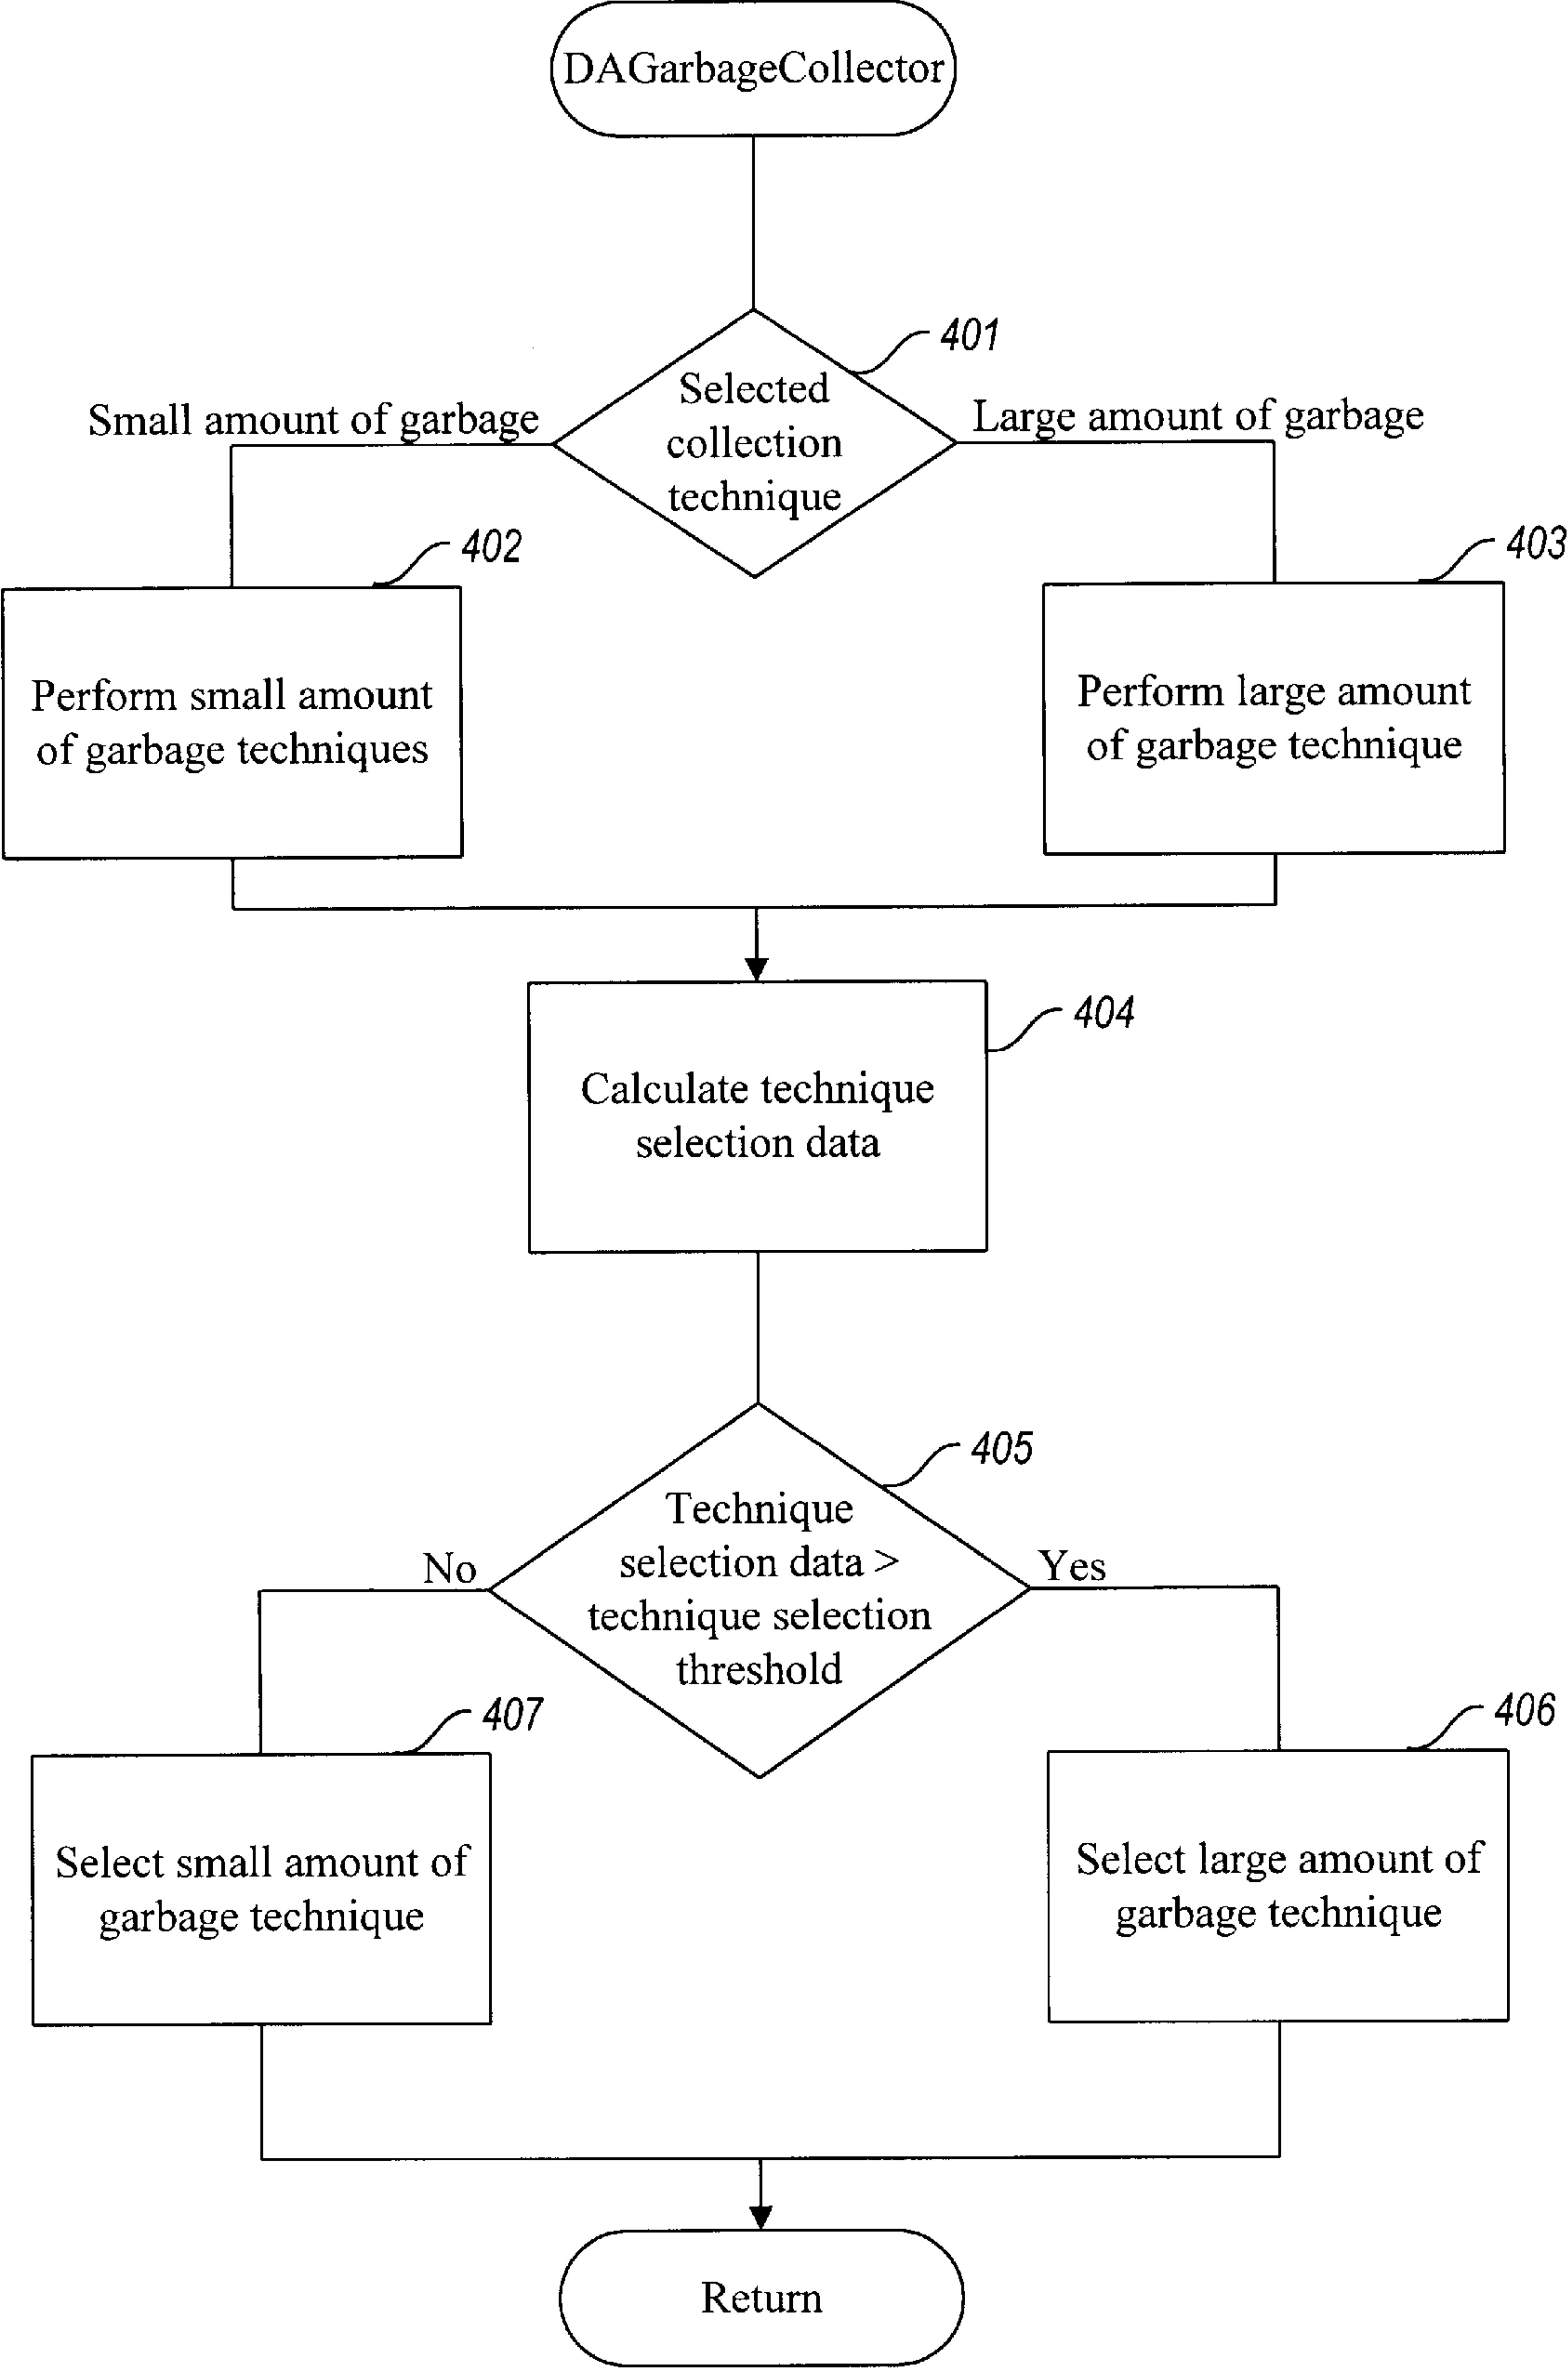 DAGarbageCollector
401
Selected
collection
technique
Small amount of garbage
Large amount of garbage
402
403
Perform small amount
of garbage techniques
Perform large amount
of garbage technique
404
Calculate technique
selection data
405
Technique
selection data >
technique selection
threshold
No
Yes
407
406
Select small amount of
garbage technique
Select large amount of
garbage technique
Return